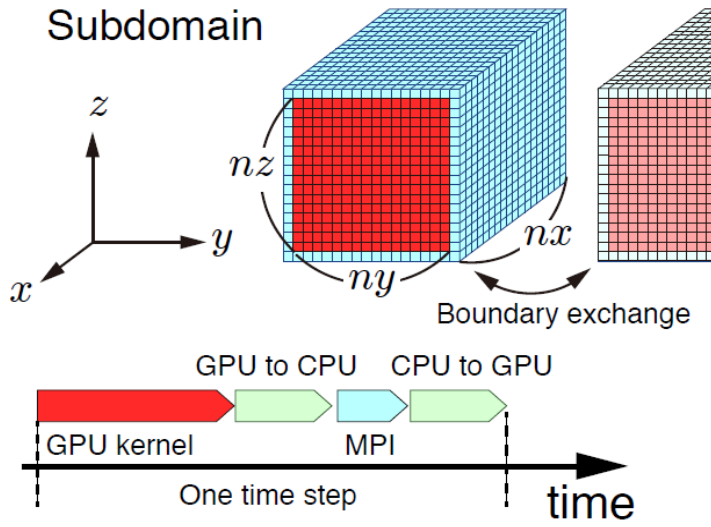 Subdomain
z
nz
y
nx
x
ny
Boundary exchange
GPU to CPU
CPU to GPU
GPU kernel
MPI
One time step
time